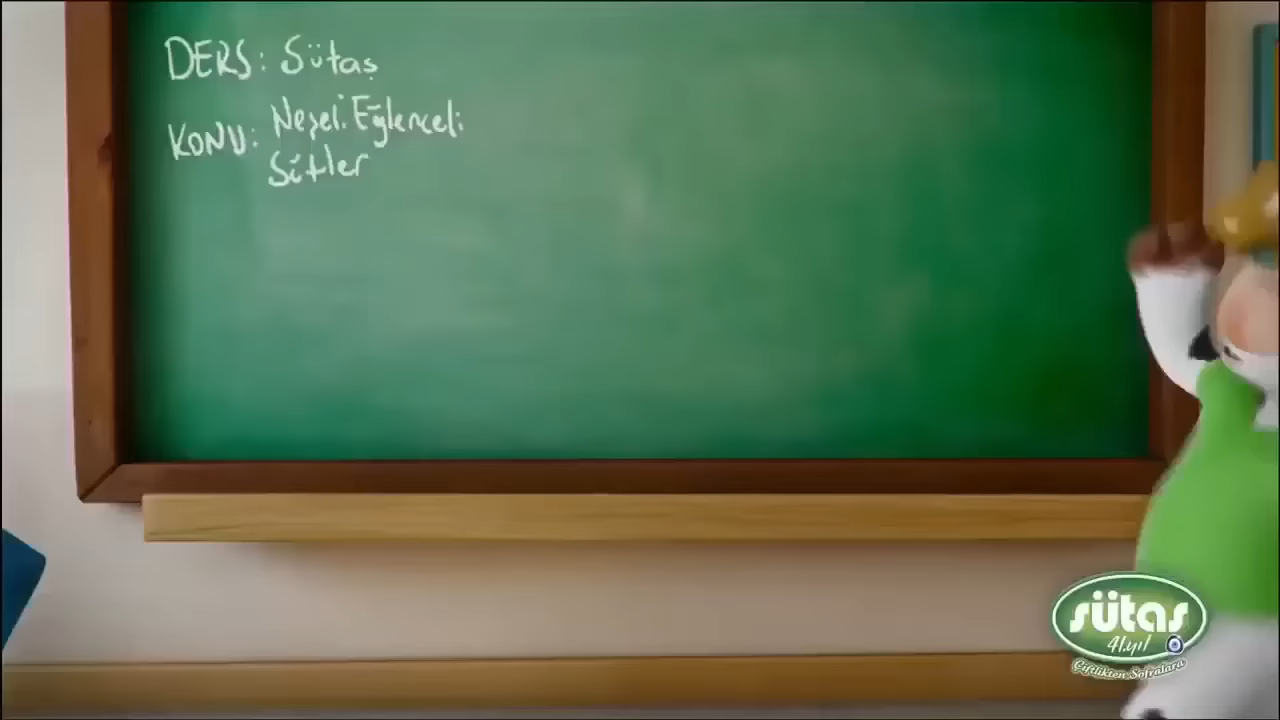 DERS: Sütaş
KONU: Neşeli Eğlenceli
Sütler
sütaş
41.yıl
Çiftlikten Sofralara